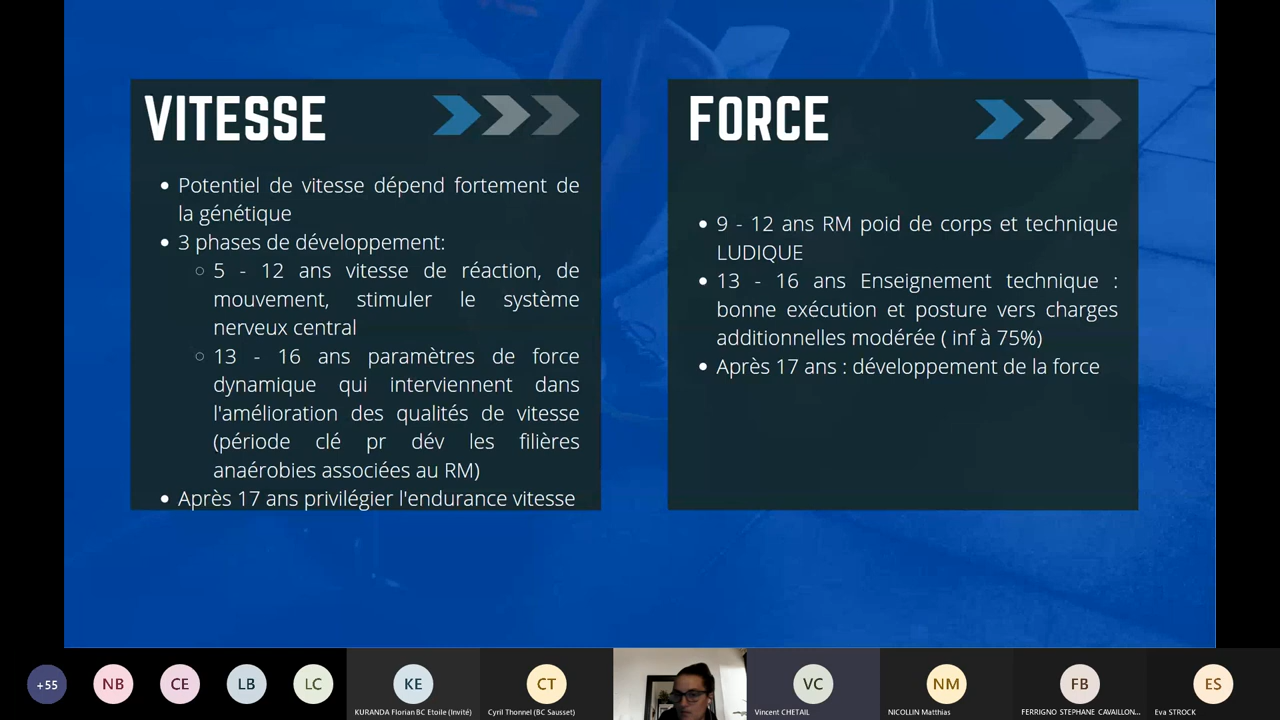 VITESSE
• Potentiel de vitesse dépend fortement de
la génétique
• 3 phases de développement:
○ 5 - 12 ans vitesse de réaction, de
mouvement, stimuler le système
nerveux central
○ 13 - 16 ans paramètres de force
dynamique qui interviennent dans
l'amélioration des qualités de vitesse
(période clé pr dév les filières
anaérobies associées au RM)
• Après 17 ans privilégier l'endurance vitesse
FORCE
• 9 - 12 ans RM poid de corps et technique
LUDIQUE
• 13 - 16 ans Enseignement technique :
bonne exécution et posture vers charges
additionnelles modérée ( inf à 75%)
• Après 17 ans : développement de la force
+55
NB
CE
LB
LC
KE
KURANDA Florian BC Etoile (Invité)
CT
Cyril Thonnel (BC Sausset)
VC
Vincent CHETAIL
NM
NICOLLIN Matthias
FB
FERRIGNO STEPHANE CAVAILLON...
ES
Eva STROCK